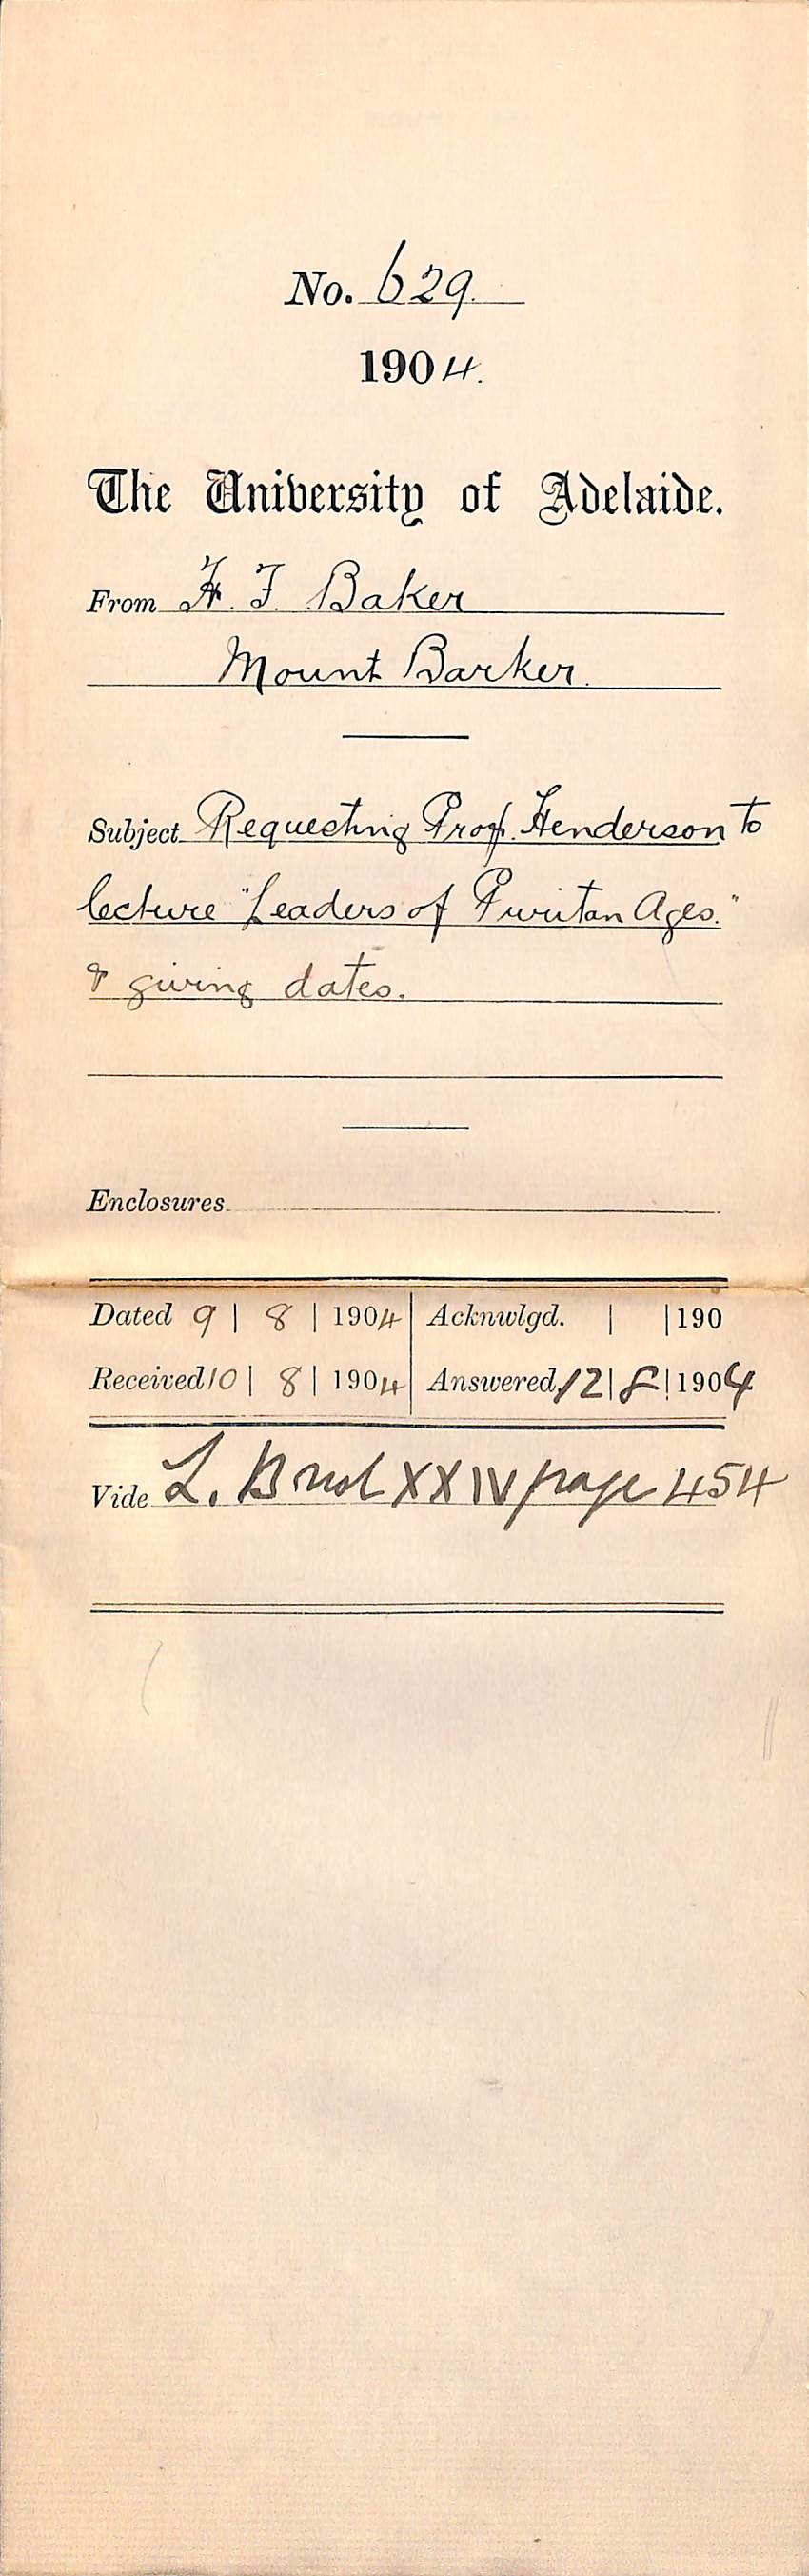 No. 629.
1904.
The University of Adelaide.
From H. F. Baker
Mount Barker.
Subject Requesting Prof. Henderson to
lecture "Leaders of Puritan Ages."
& giving dates.
Enclosures
Dated 9 | 8 | 1904 Acknwlgd. | | 190
Received 10 | 8 | 1904 Answered 12 | 8 | 1904
Vide L. B vol XXIV page 454